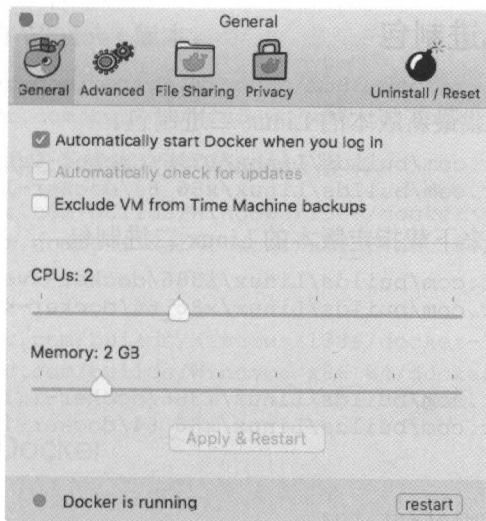 General
General Advanced File Sharing Privacy Uninstall / Reset
Automatically start Docker when you log in
Automatically check for updates
Exclude VM from Time Machine backups
CPUs: 2
Memory: 2 GB
Apply & Restart
Docker is running
restart